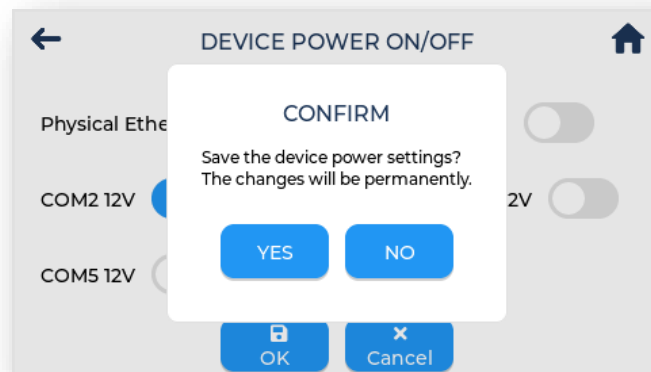 DEVICE POWER ON/OFF
CONFIRM
Save the device power settings?
The changes will be permanently.
YES NO
Physical Ethe
COM2 12V 2V
COM5 12V
OK Cancel